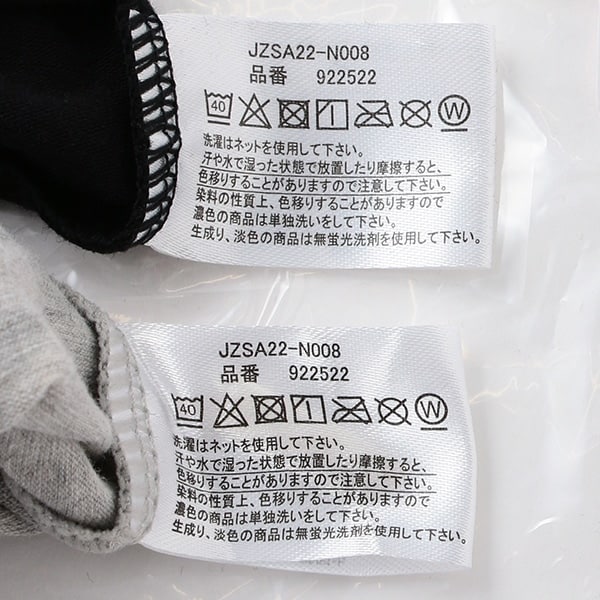 JZSA22-N008
品番 922522
40 W
洗濯はネットを使用して下さい。
汗や水で湿った状態で放置したり摩擦すると、
色移りすることがありますので注意して下さい。
染料の性質上、色移りすることがありますので
濃色の商品は単独洗いをして下さい。
生成り、淡色の商品は無蛍光洗剤を使用して下さい。
JZSA22-N008
品番 922522
40 W
洗濯はネットを使用して下さい。
汗や水で湿った状態で放置したり摩擦すると、
色移りすることがありますので注意して下さい。
染料の性質上、色移りすることがありますので
濃色の商品は単独洗いをして下さい。
生成り、淡色の商品は無蛍光洗剤を使用して下さい。